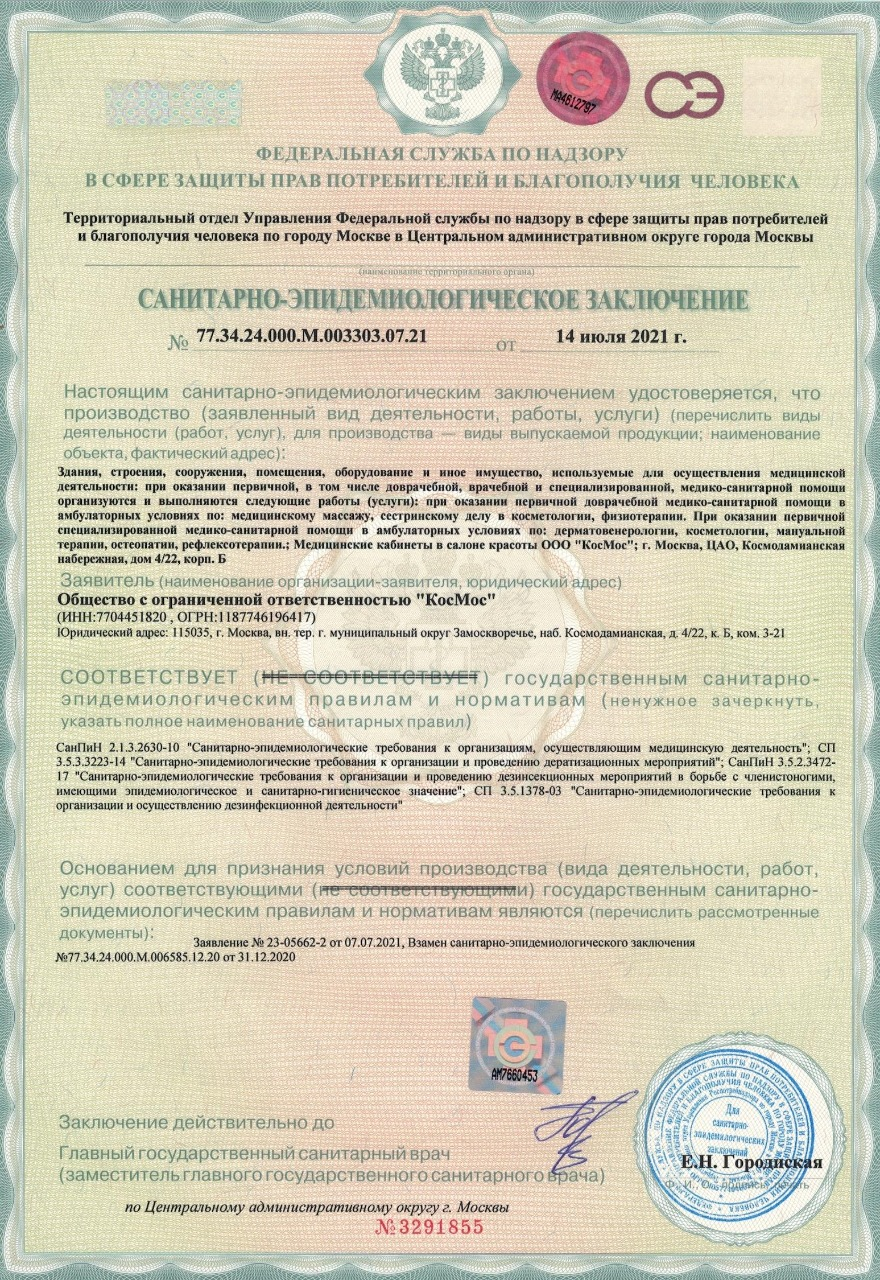 МА4612797
СЭ
ФЕДЕРАЛЬНАЯ СЛУЖБА ПО НАДЗОРУ
В СФЕРЕ ЗАЩИТЫ ПРАВ ПОТРЕБИТЕЛЕЙ И БЛАГОПОЛУЧИЯ ЧЕЛОВЕКА
Территориальный отдел Управления Федеральной службы по надзору в сфере защиты прав потребителей
и благополучия человека по городу Москве в Центральном административном округе города Москвы
(наименование территориального органа)
САНИТАРНО-ЭПИДЕМИОЛОГИЧЕСКОЕ ЗАКЛЮЧЕНИЕ
№ 77.34.24.000.М.003303.07.21 от 14 июля 2021 г.
Настоящим санитарно-эпидемиологическим заключением удостоверяется, что
производство (заявленный вид деятельности, работы, услуги) (перечислить виды
деятельности (работ, услуг), для производства — виды выпускаемой продукции; наименование
объекта, фактический адрес):
Здания, строения, сооружения, помещения, оборудование и иное имущество, используемые для осуществления медицинской
деятельности: при оказании первичной, в том числе доврачебной, врачебной и специализированной, медико-санитарной помощи
организуются и выполняются следующие работы (услуги): при оказании первичной доврачебной медико-санитарной помощи в
амбулаторных условиях по: медицинскому массажу, сестринскому делу в косметологии, физиотерапии. При оказании первичной
специализированной медико-санитарной помощи в амбулаторных условиях по: дерматовенерологии, косметологии, мануальной
терапии, остеопатии, рефлексотерапии.; Медицинские кабинеты в салоне красоты ООО "КосМос"; г. Москва, ЦАО, Космодамианская
набережная, дом 4/22, корп. Б
Заявитель (наименование организации-заявителя, юридический адрес)
Общество с ограниченной ответственностью "КосМос"
(ИНН:7704451820 , ОГРН:1187746196417)
Юридический адрес: 115035, г. Москва, вн. тер. г. муниципальный округ Замоскворечье, наб. Космодамианская, д. 4/22, к. Б, ком. 3-21
СООТВЕТСТВУЕТ (НЕ СООТВЕТСТВУЕТ) государственным санитарно-
эпидемиологическим правилам и нормативам (ненужное зачеркнуть,
указать полное наименование санитарных правил)
СанПиН 2.1.3.2630-10 "Санитарно-эпидемиологические требования к организациям, осуществляющим медицинскую деятельность"; СП
3.5.3.3223-14 "Санитарно-эпидемиологические требования к организации и проведению дератизационных мероприятий"; СанПиН 3.5.2.3472-
17 "Санитарно-эпидемиологические требования к организации и проведению дезинсекционных мероприятий в борьбе с членистоногими,
имеющими эпидемиологическое и санитарно-гигиеническое значение"; СП 3.5.1378-03 "Санитарно-эпидемиологические требования к
организации и осуществлению дезинфекционной деятельности"
Основанием для признания условий производства (вида деятельности, работ,
услуг) соответствующими (не соответствующими) государственным санитарно-
эпидемиологическим правилам и нормативам являются (перечислить рассмотренные
документы):
Заявление № 23-05662-2 от 07.07.2021, Взамен санитарно-эпидемиологического заключения
№77.34.24.000.М.006585.12.20 от 31.12.2020
АМ7660453
Заключение действительно до
Главный государственный санитарный врач
(заместитель главного государственного санитарного врача)
Для
санитарно-
эпидемиологических
заключений
Е.Н. Городиская
по Центральному административному округу г. Москвы
№3291855